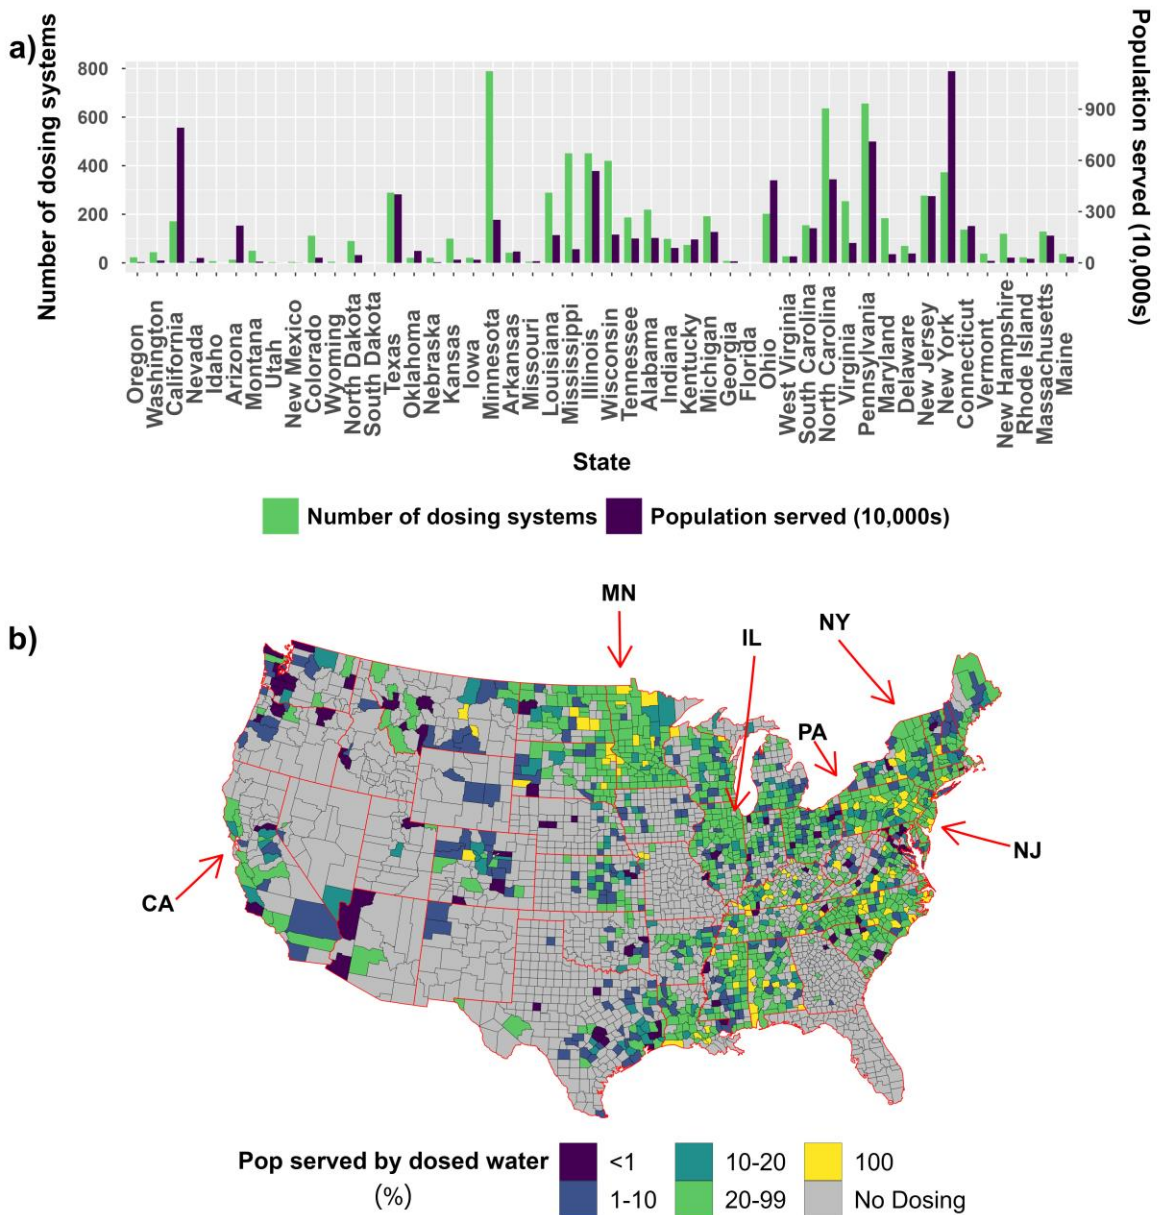 a)
Number of dosing systems
800
600
400
200
0
Population served (10,000s)
900
600
300
0
Oregon
Washington
California
Nevada
Idaho
Arizona
Montana
Utah
New Mexico
Colorado
Wyoming
North Dakota
South Dakota
Texas
Oklahoma
Nebraska
Kansas
Iowa
Minnesota
Arkansas
Missouri
Louisiana
Mississippi
Illinois
Wisconsin
Tennessee
Alabama
Indiana
Kentucky
Michigan
Georgia
Florida
Ohio
West Virginia
South Carolina
North Carolina
Virginia
Pennsylvania
Maryland
Delaware
New Jersey
New York
Connecticut
Vermont
New Hampshire
Rhode Island
Massachusetts
Maine
State
Number of dosing systems Population served (10,000s)
b)
MN
IL
NY
PA
NJ
CA
Pop served by dosed water
(%)
<1 10-20 100
1-10 20-99 No Dosing